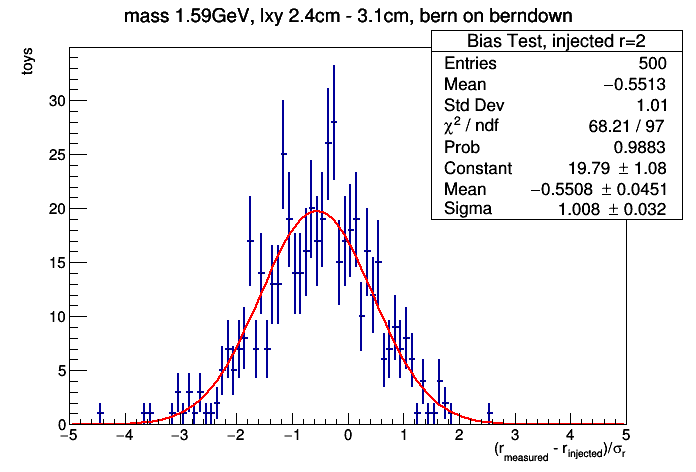 mass 1.59GeV, lxy 2.4cm - 3.1cm, bern on berndown
toys
Bias Test, injected r=2
Entries 500
Mean −0.5513
Std Dev 1.01
χ² / ndf 68.21 / 97
Prob 0.9883
Constant 19.79 ± 1.08
Mean −0.5508 ± 0.0451
Sigma 1.008 ± 0.032
30
25
20
15
10
5
0
−5 −4 −3 −2 −1 0 1 2 3 4 5
(r_measured - r_injected)/σ_r